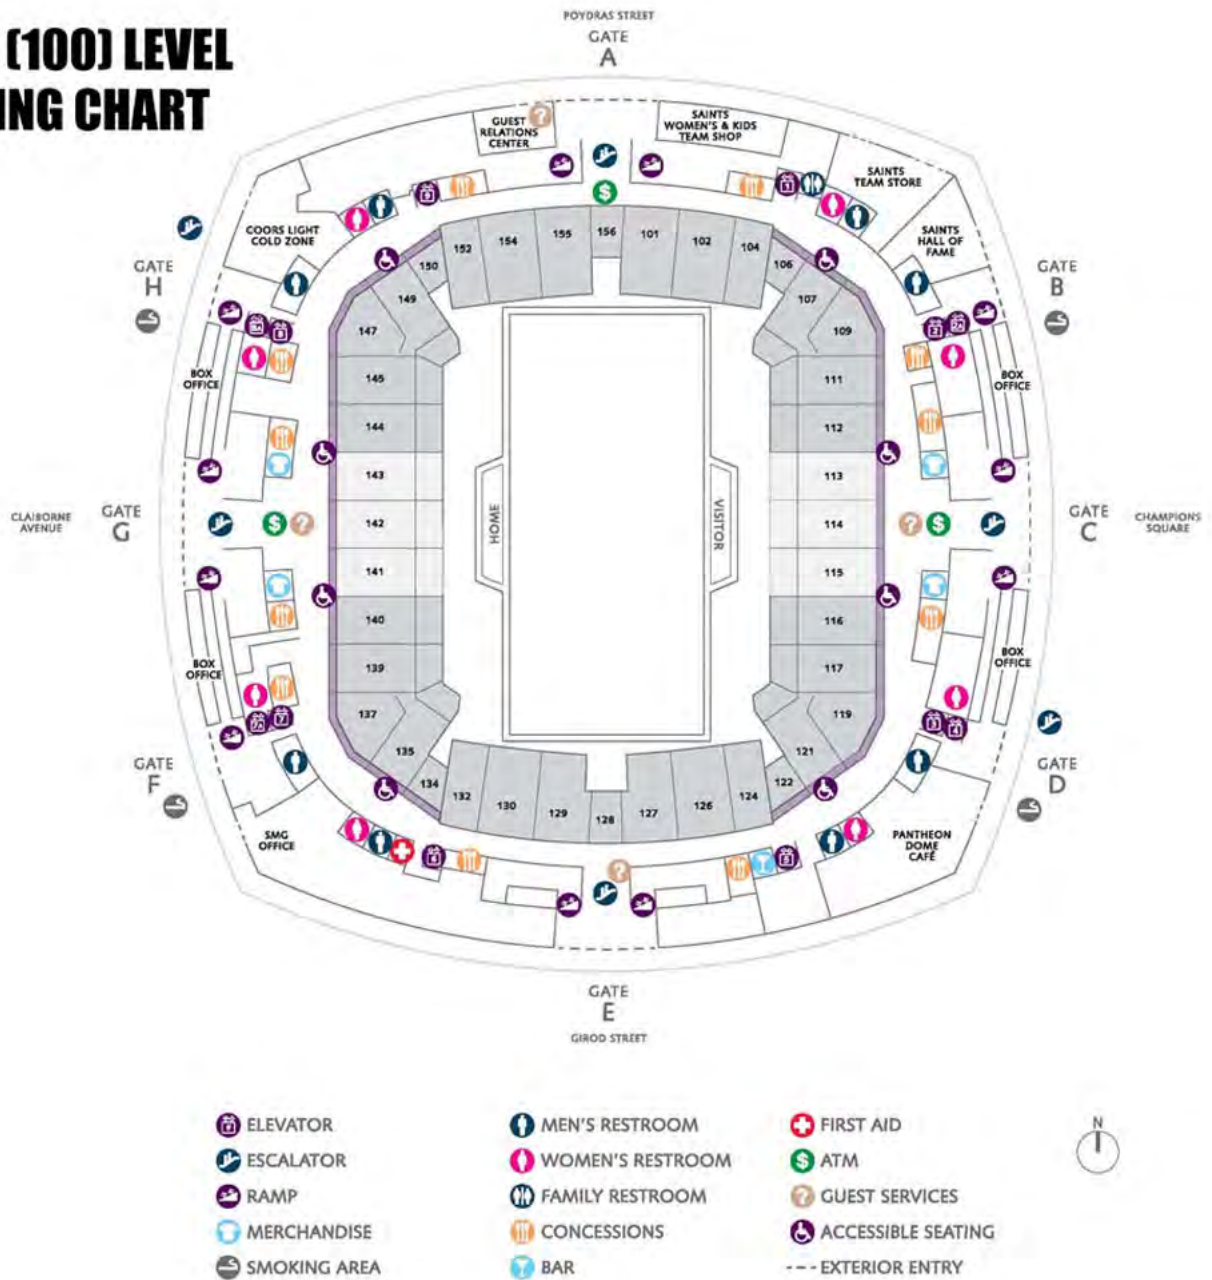 (100) LEVEL
ING CHART
POYDRAS STREET
GATE
A
GUEST
RELATIONS
CENTER
SAINTS
WOMEN'S & KIDS
TEAM SHOP
SAINTS
TEAM STORE
COORS LIGHT
COLD ZONE
SAINTS
HALL OF
FAME
GATE
H
GATE
B
152
154
155
156
101
102
104
150
106
149
107
147
109
BOX
OFFICE
BOX
OFFICE
145
111
144
112
143
113
CLAIBORNE
AVENUE
GATE
G
142
HOME
VISITOR
114
GATE
C
CHAMPIONS
SQUARE
141
115
140
116
BOX
OFFICE
139
117
BOX
OFFICE
137
119
135
121
134
122
132
130
129
128
127
126
124
GATE
F
GATE
D
SMG
OFFICE
PANTHEON
DOME
CAFÉ
GATE
E
GIROD STREET
ELEVATOR
MEN'S RESTROOM
FIRST AID
N
ESCALATOR
WOMEN'S RESTROOM
ATM
RAMP
FAMILY RESTROOM
GUEST SERVICES
MERCHANDISE
CONCESSIONS
ACCESSIBLE SEATING
SMOKING AREA
BAR
EXTERIOR ENTRY